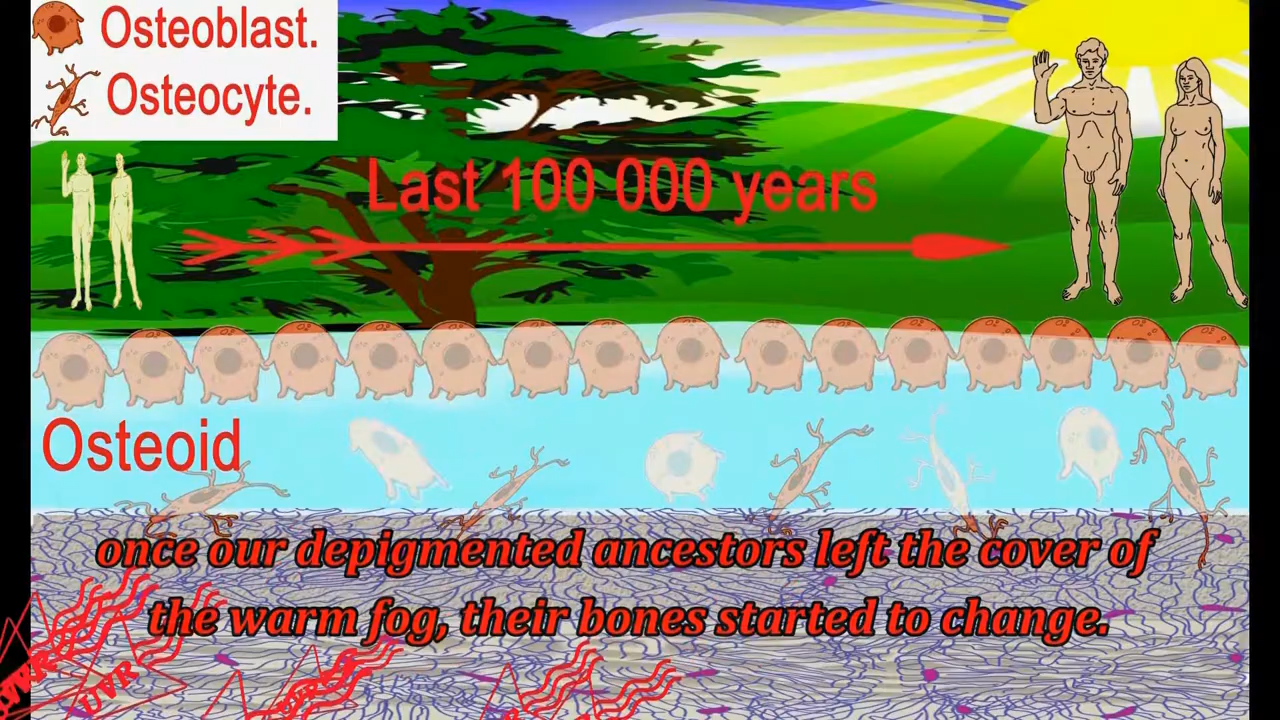 Osteoblast.
Osteocyte.
Last 100 000 years
Osteoid
once our depigmented ancestors left the cover of
the warm fog, their bones started to change.
UVR
UVR